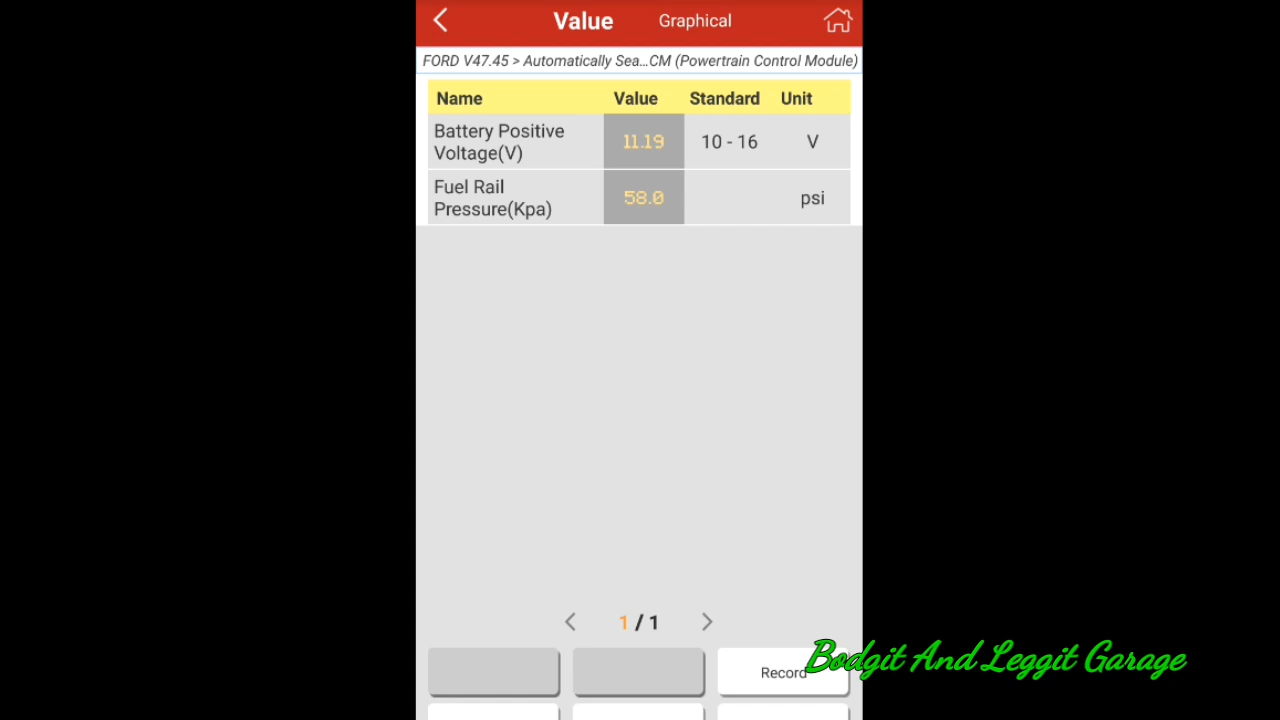 Value Graphical
FORD V47.45 > Automatically Sea...CM (Powertrain Control Module)
Name Value Standard Unit
Battery Positive
Voltage(V) 11.19 10 - 16 V
Fuel Rail
Pressure(Kpa) 58.0 psi
1 / 1
Record
Bodgit And Leggit Garage